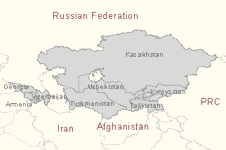 Russian Federation
Kazakhstan
Georgia
Uzbekistan
Kyrgyzstan
Azerbaijan
Armenia
Turkmenistan
Tajikistan
PRC
Iran
Afghanistan